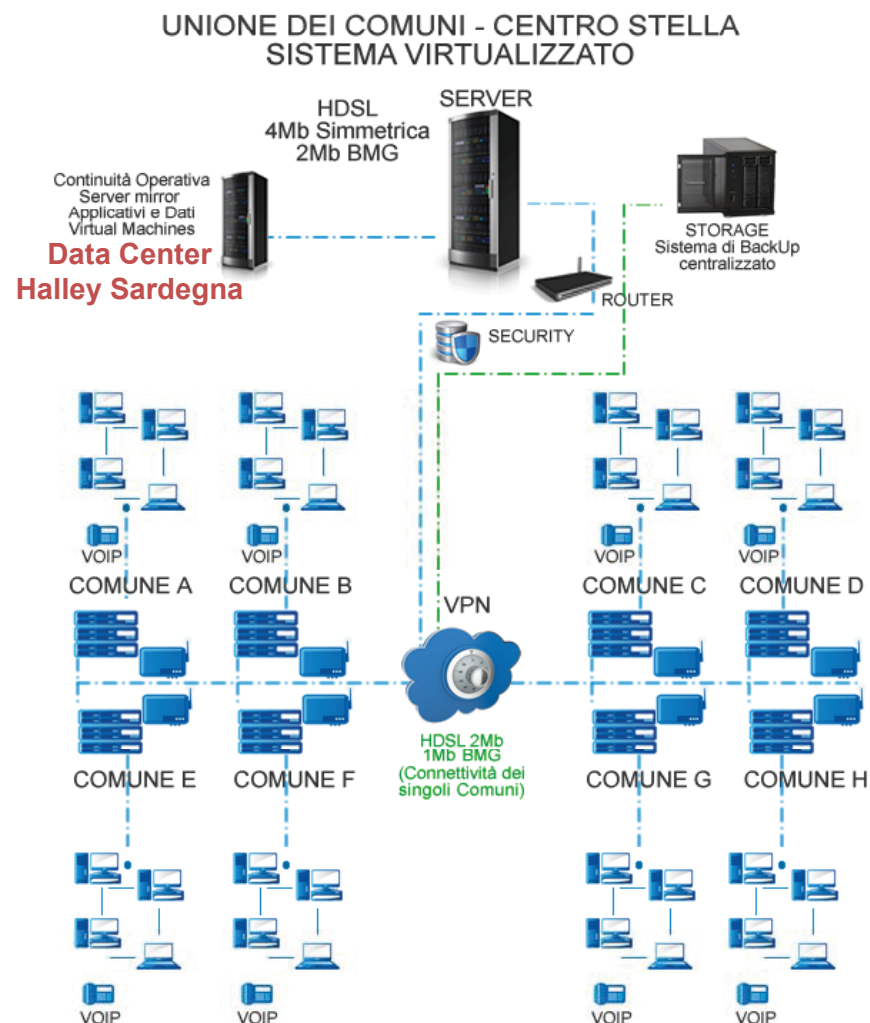 UNIONE DEI COMUNI - CENTRO STELLA
SISTEMA VIRTUALIZZATO
HDSL
4Mb Simmetrica
2Mb BMG
SERVER
Continuità Operativa
Server mirror
Applicativi e Dati
Virtual Machines
Data Center
Halley Sardegna
STORAGE
Sistema di BackUp
centralizzato
ROUTER
SECURITY
VOIP
VOIP
VOIP
VOIP
COMUNE A
COMUNE B
COMUNE C
COMUNE D
VPN
HDSL 2Mb
1Mb BMG
(Connettività dei
singoli Comuni)
COMUNE E
COMUNE F
COMUNE G
COMUNE H
VOIP
VOIP
VOIP
VOIP